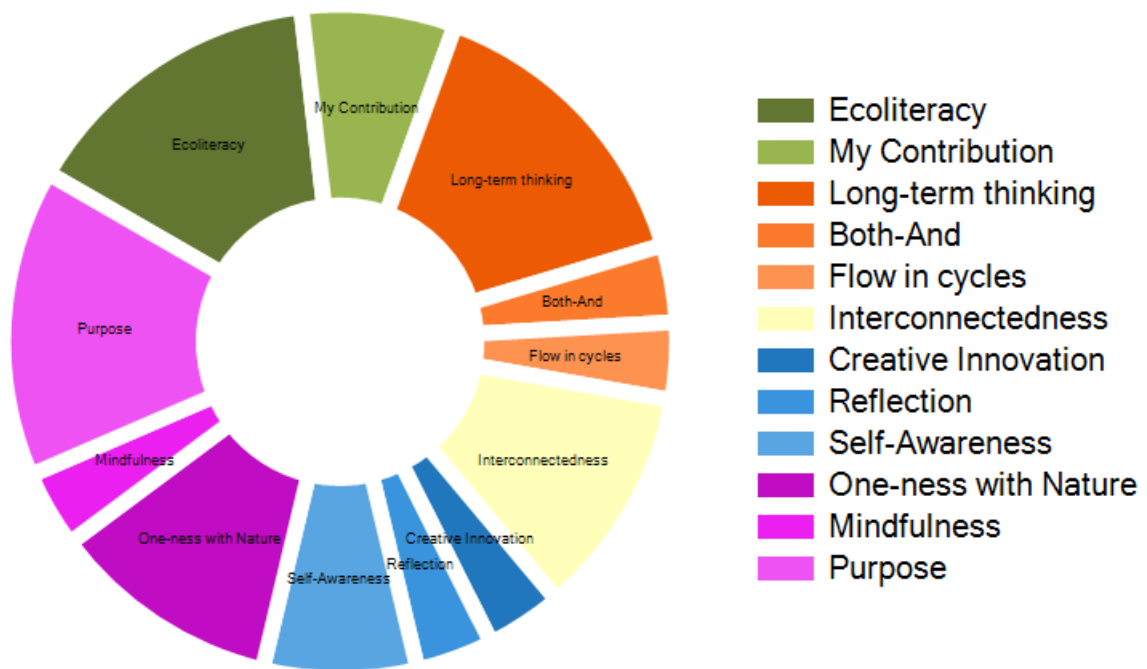 My Contribution
Ecoliteracy
Long-term thinking
Both-And
Purpose
Flow in cycles
Mindfulness
Interconnectedness
One-ness with Nature
Creative Innovation
Reflection
Self-Awareness
Ecoliteracy
My Contribution
Long-term thinking
Both-And
Flow in cycles
Interconnectedness
Creative Innovation
Reflection
Self-Awareness
One-ness with Nature
Mindfulness
Purpose